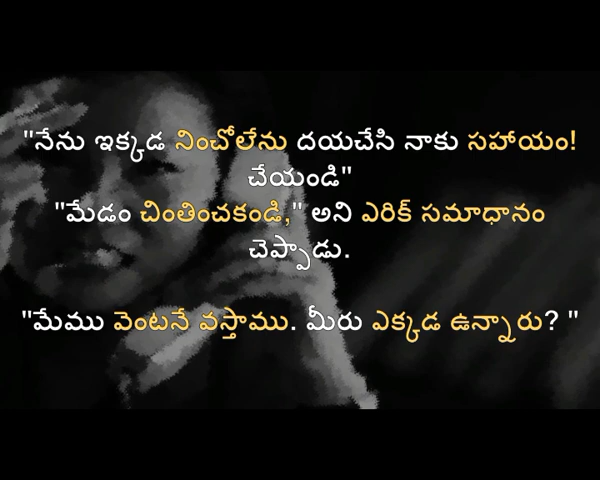 "నేను ఇక్కడ నించోలేను దయచేసి నాకు సహాయం!
చేయండి"
"మేడం చింతించకండి," అని ఎరిక్ సమాధానం
చెప్పాడు.
"మేము వెంటనే వస్తాము. మీరు ఎక్కడ ఉన్నారు? "